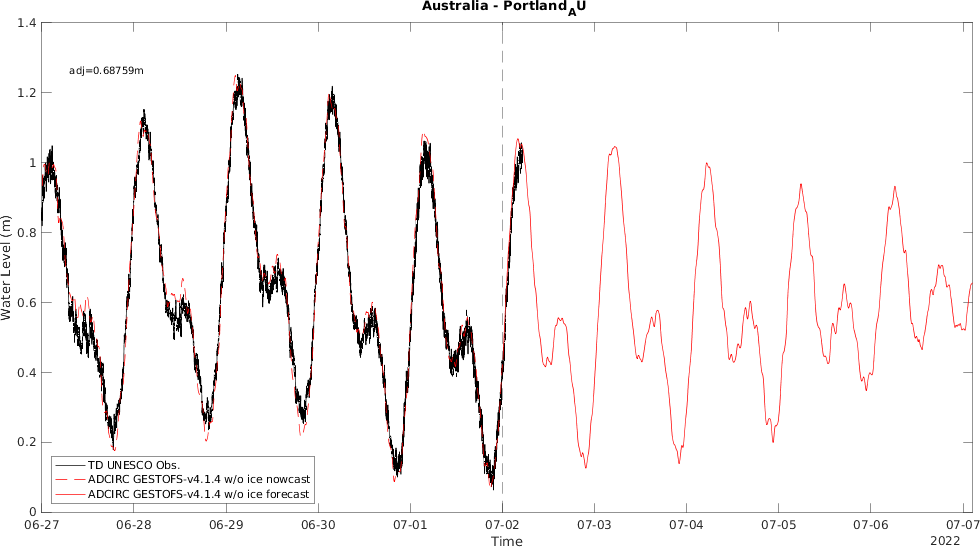 Australia - Portland_AU
1.4
adj=0.68759m
1.2
1
0.8
0.6
0.4
0.2
0
Water Level (m)
TD UNESCO Obs.
ADCIRC GESTOFS-v4.1.4 w/o ice nowcast
ADCIRC GESTOFS-v4.1.4 w/o ice forecast
06-27 06-28 06-29 06-30 07-01 07-02 07-03 07-04 07-05 07-06 07-07
Time
2022